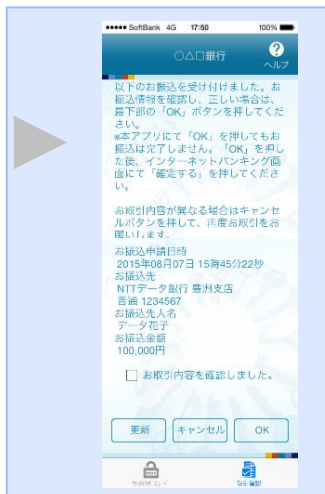 SoftBank 4G 17:50 100%
○△□銀行
ヘルプ
以下のお振込を受け付けました。お
振込情報を確認し、正しい場合は、
最下部の「OK」ボタンを押してくだ
さい。
*本アプリにて「OK」を押してもお
振込は完了しません。「OK」を押し
た後、インターネットバンキング画
面にて「確定する」を押してくださ
い。
お取引内容が異なる場合はキャンセ
ルボタンを押して、再度お取引をお
願いします。
お振込申請日時
2015年08月07日 15時45分22秒
お振込先
NTTデータ銀行 豊洲支店
普通 1234567
お振込先人名
データ花子
お振込金額
100,000円
お取引内容を確認しました。
更新 キャンセル OK
取引確認